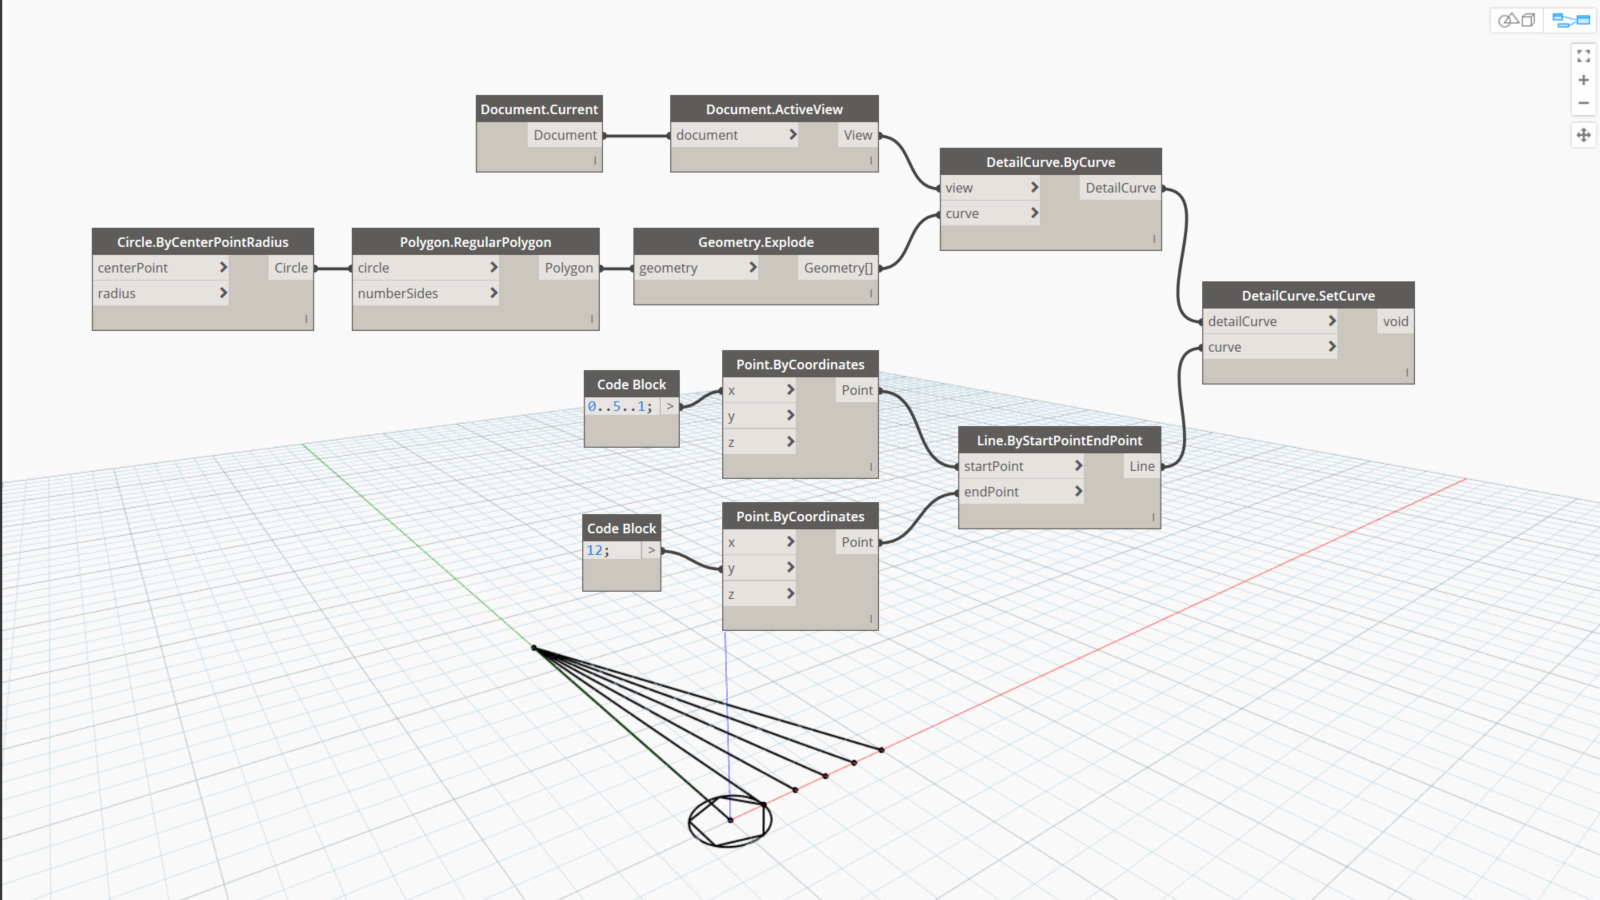 Document.Current
Document
Document.ActiveView
document
View
DetailCurve.ByCurve
view
DetailCurve
curve
Circle.ByCenterPointRadius
centerPoint
Circle
radius
Polygon.RegularPolygon
circle
Polygon
numberSides
Geometry.Explode
geometry
Geometry[]
DetailCurve.SetCurve
detailCurve
void
curve
Code Block
0..5..1; >
Point.ByCoordinates
x
Point
y
z
Line.ByStartPointEndPoint
startPoint
Line
endPoint
Code Block
12; >
Point.ByCoordinates
x
Point
y
z